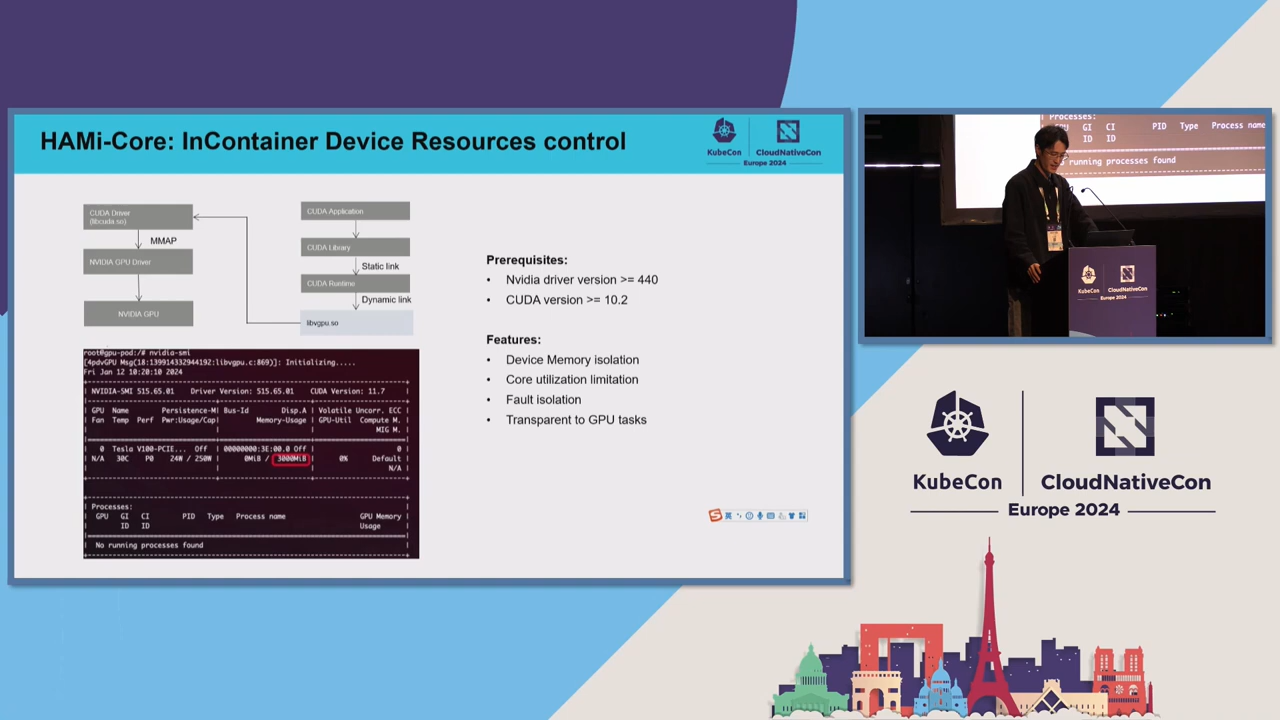 HAMi-Core: InContainer Device Resources control
KubeCon
CloudNativeCon
Europe 2024
CUDA Driver
(libcuda.so)
MMAP
NVIDIA GPU Driver
NVIDIA GPU
CUDA Application
CUDA Library
Static link
CUDA Runtime
Dynamic link
libvgpu.so
root@gpu-pod:/# nvidia-smi
[4pdvGPU Msg(18:139914332944192:libvgpu.c:869)]: Initializing.....
Fri Jan 12 10:20:10 2024
NVIDIA-SMI 515.65.01 Driver Version: 515.65.01 CUDA Version: 11.7
GPU Name Persistence-M| Bus-Id Disp.A | Volatile Uncorr. ECC
Fan Temp Perf Pwr:Usage/Cap| Memory-Usage | GPU-Util Compute M.
MIG M.
0 Tesla V100-PCIE... Off | 00000000:3E:00.0 Off | 0
N/A 30C P0 24W / 250W | 0MiB / 3000MiB | 0% Default
N/A
Processes:
GPU GI CI PID Type Process name GPU Memory
ID ID Usage
No running processes found
Prerequisites:
• Nvidia driver version >= 440
• CUDA version >= 10.2
Features:
• Device Memory isolation
• Core utilization limitation
• Fault isolation
• Transparent to GPU tasks
英
Processes:
GI CI PID Type Process name
ID ID
running processes found
KubeCon
CloudNativeCon
Europe 2024
KubeCon
CloudNativeCon
Europe 2024